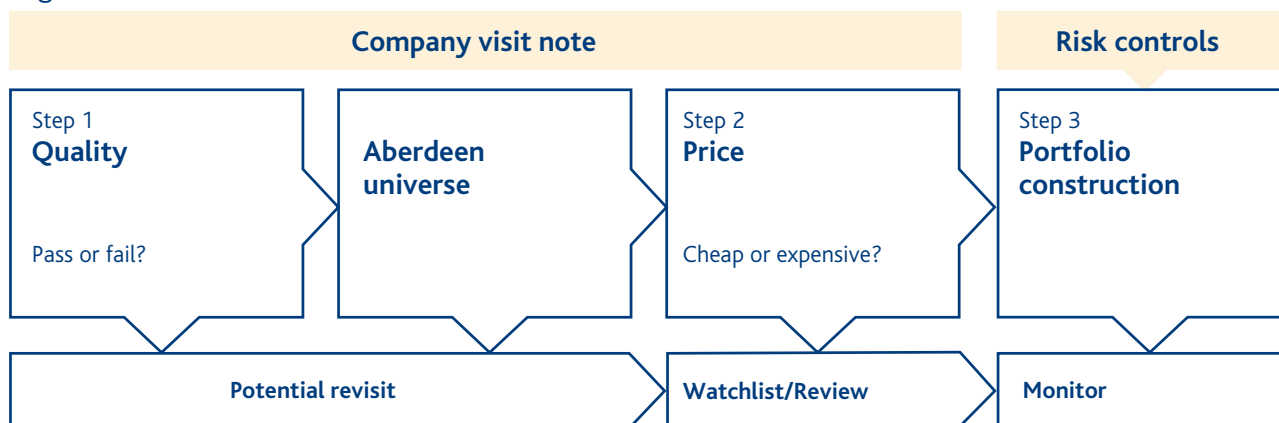 Company visit note
Risk controls
Step 1
Quality
Pass or fail?
Aberdeen
universe
Step 2
Price
Cheap or expensive?
Step 3
Portfolio
construction
Potential revisit
Watchlist/Review
Monitor